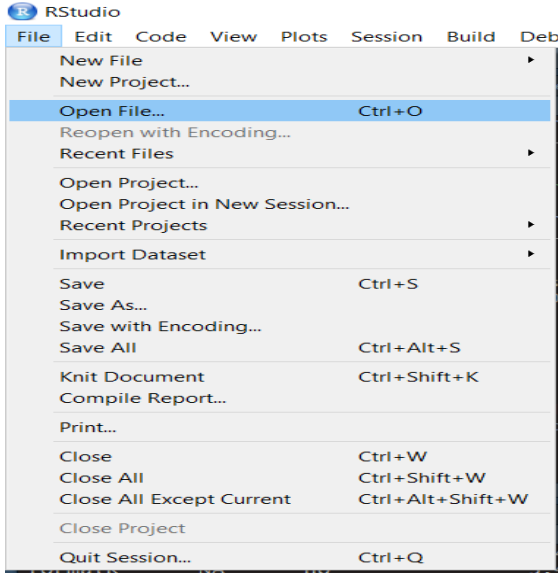 R RStudio
File Edit Code View Plots Session Build Deb
New File
New Project...
Open File... Ctrl+O
Reopen with Encoding...
Recent Files
Open Project...
Open Project in New Session...
Recent Projects
Import Dataset
Save Ctrl+S
Save As...
Save with Encoding...
Save All Ctrl+Alt+S
Knit Document Ctrl+Shift+K
Compile Report...
Print...
Close Ctrl+W
Close All Ctrl+Shift+W
Close All Except Current Ctrl+Alt+Shift+W
Close Project
Quit Session... Ctrl+Q